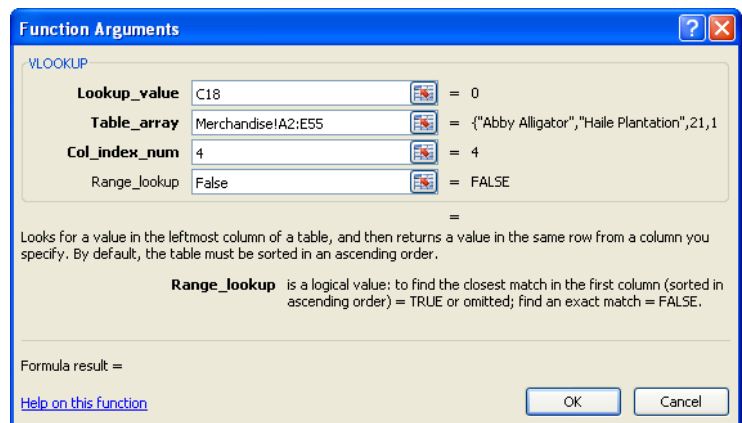 Function Arguments
VLOOKUP
Lookup_value C18 = 0
Table_array Merchandise!A2:E55 = {"Abby Alligator","Haile Plantation",21,1
Col_index_num 4 = 4
Range_lookup False = FALSE
=
Looks for a value in the leftmost column of a table, and then returns a value in the same row from a column you
specify. By default, the table must be sorted in an ascending order.
Range_lookup is a logical value: to find the closest match in the first column (sorted in
ascending order) = TRUE or omitted; find an exact match = FALSE.
Formula result =
Help on this function OK Cancel